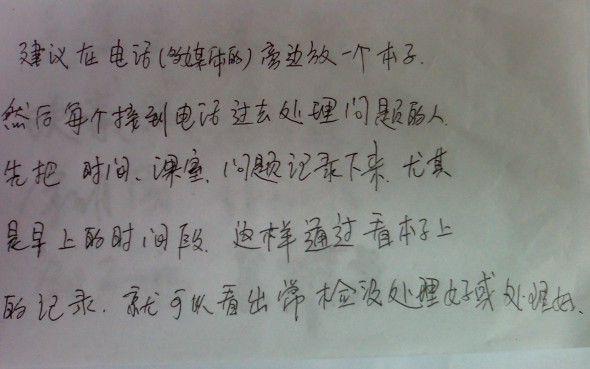 建议在电话(多媒体的)旁边放一个本子.
然后每个接到电话过去处理问题的人.
先把 时间、课室、问题记录下来. 尤其
是早上的时间段. 这样通过看本子上
的记录. 就可以看出常检没处理好或处理好.